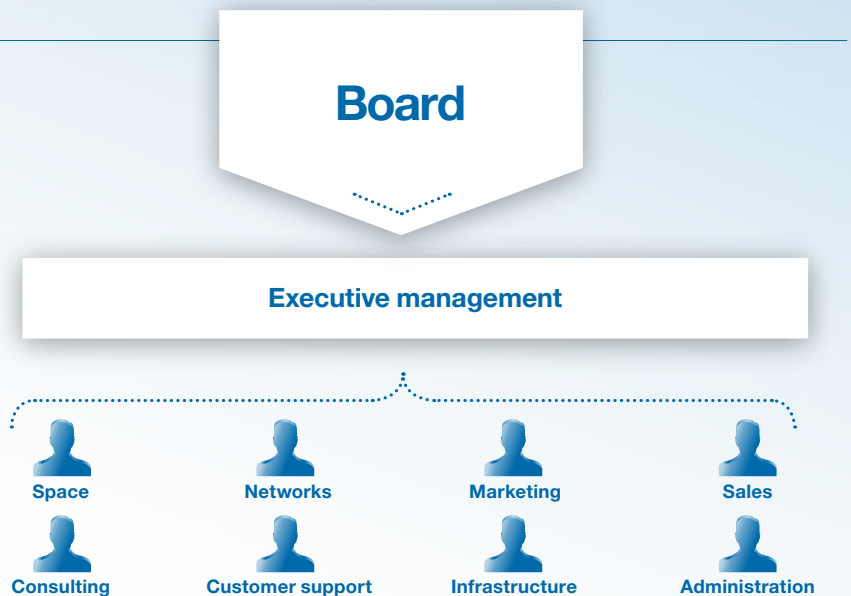 Board
Executive management
Space
Networks
Marketing
Sales
Consulting
Customer support
Infrastructure
Administration